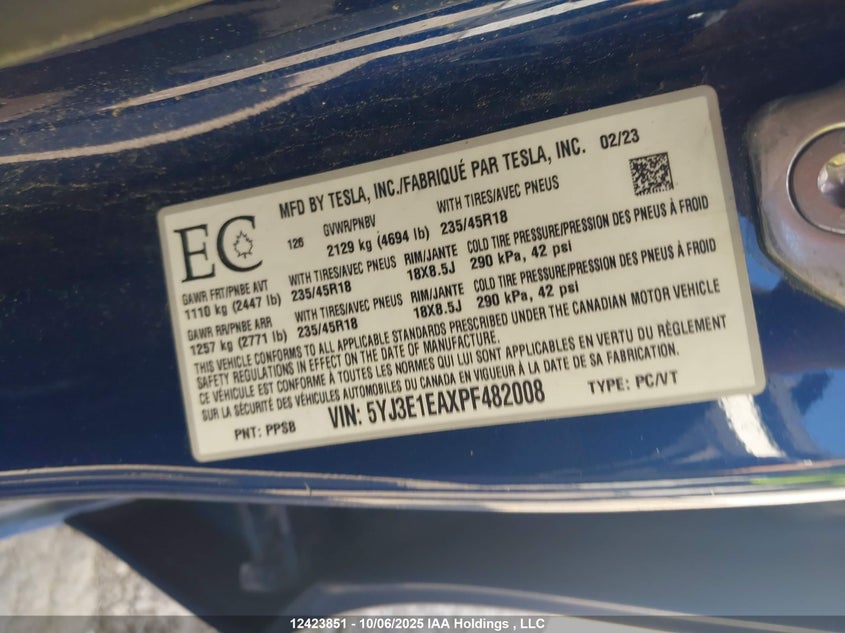 MFD BY TESLA, INC./FABRIQUÉ PAR TESLA, INC. 02/23
EC
126
GVWR/PNBV
2129 kg (4694 lb)
WITH TIRES/AVEC PNEUS
235/45R18
GAWR FRT/PNBE AVT
1110 kg (2447 lb)
WITH TIRES/AVEC PNEUS
235/45R18
RIM/JANTE
18X8.5J
COLD TIRE PRESSURE/PRESSION DES PNEUS À FROID
290 kPa, 42 psi
GAWR RR/PNBE ARR
1257 kg (2771 lb)
WITH TIRES/AVEC PNEUS
235/45R18
RIM/JANTE
18X8.5J
COLD TIRE PRESSURE/PRESSION DES PNEUS À FROID
290 kPa, 42 psi
THIS VEHICLE CONFORMS TO ALL APPLICABLE STANDARDS PRESCRIBED UNDER THE CANADIAN MOTOR VEHICLE
SAFETY REGULATIONS IN EFFECT ON THE DATE OF MANUFACTURE.
CE VÉHICULE EST CONFORME À TOUTES LES NORMES QUI LUI SONT APPLICABLES EN VERTU DU RÈGLEMENT
SUR LA SÉCURITÉ DES VÉHICULES AUTOMOBILES DU CANADA EN VIGUEUR À LA DATE DE SA FABRICATION.
PNT: PPSB VIN: 5YJ3E1EAXPF482008 TYPE: PC/VT
12423851 - 10/06/2025 IAA Holdings , LLC